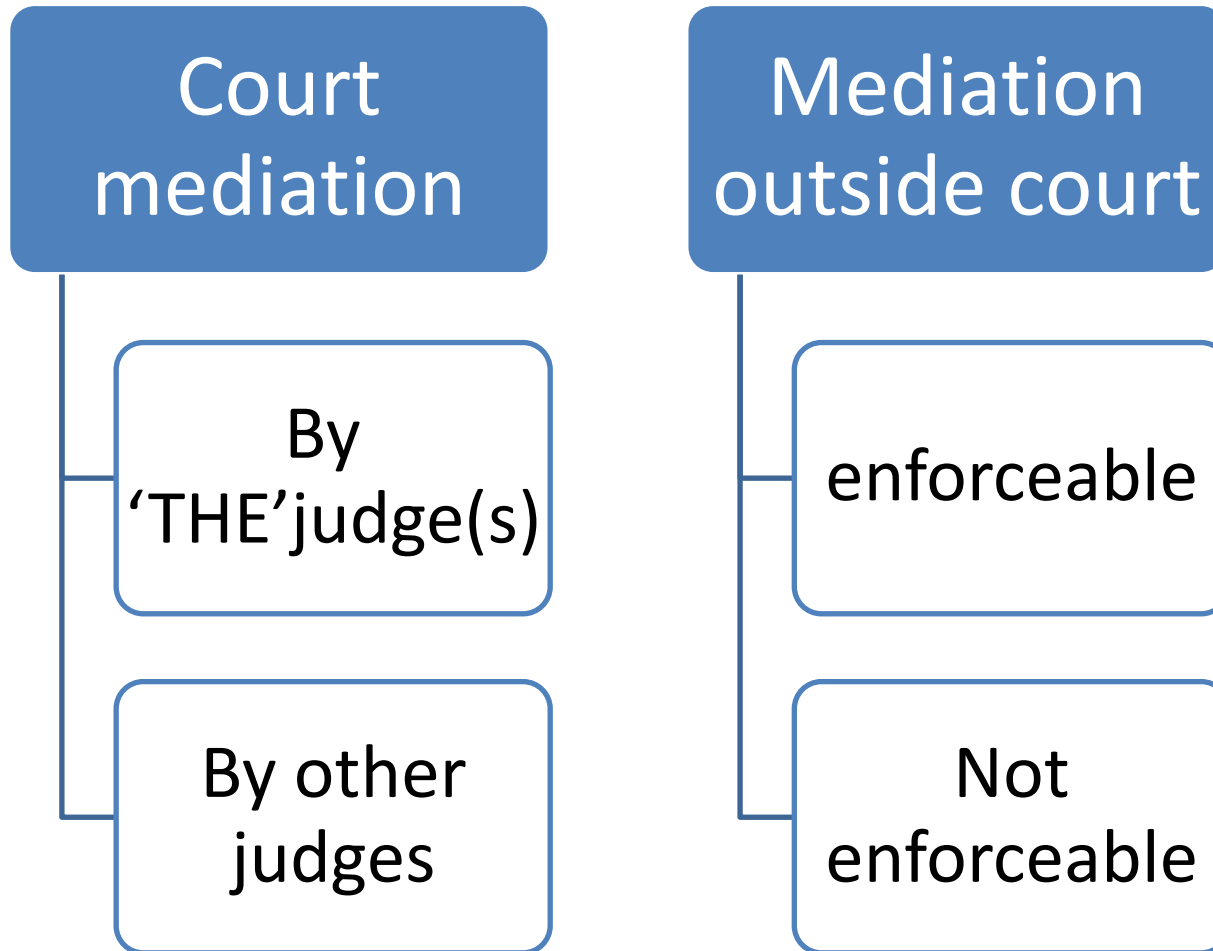 Court
mediation
By
‘THE’judge(s)
By other
judges
Mediation
outside court
enforceable
Not
enforceable